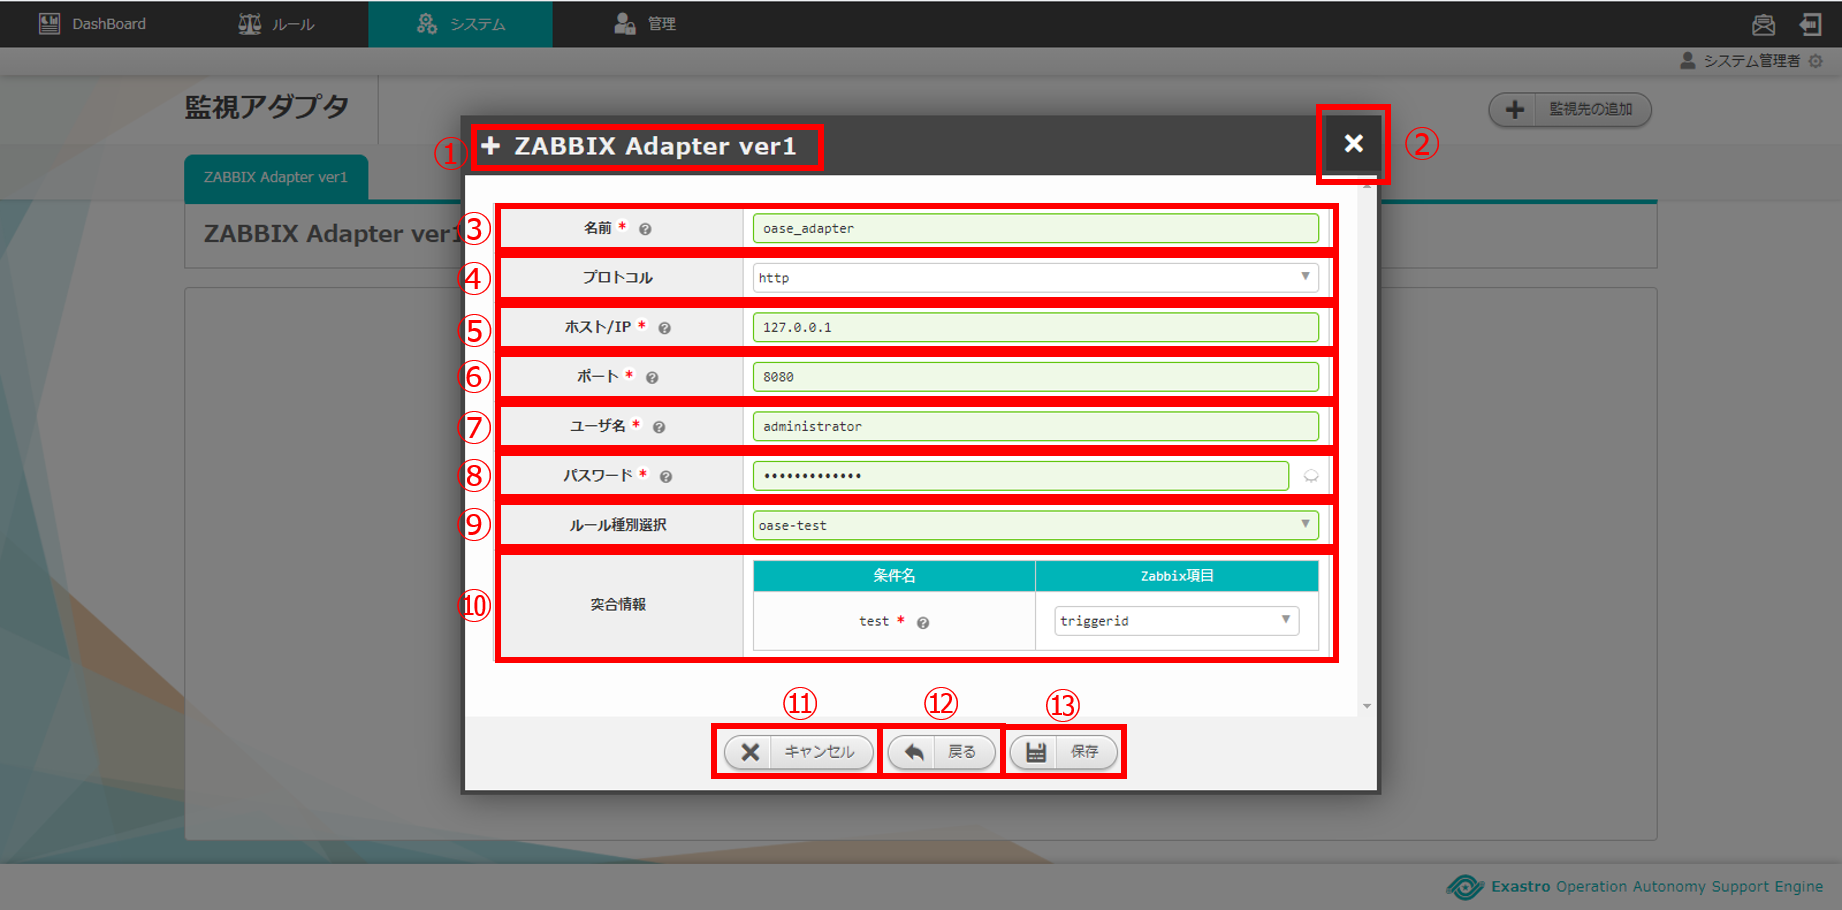 DashBoard ルール システム 管理
システム管理者
監視アダプタ
監視先の追加
ZABBIX Adapter ver1
ZABBIX Adapter ver1
① ZABBIX Adapter ver1 ②
③ 名前 * oase_adapter
④ プロトコル http
⑤ ホスト/IP * 127.0.0.1
⑥ ポート * 8080
⑦ ユーザ名 * administrator
⑧ パスワード * •••••••••••••
⑨ ルール種別選択 oase-test
⑩ 突合情報
条件名 Zabbix項目
test * triggerid
⑪ ⑫ ⑬
キャンセル 戻る 保存
Exastro Operation Autonomy Support Engine